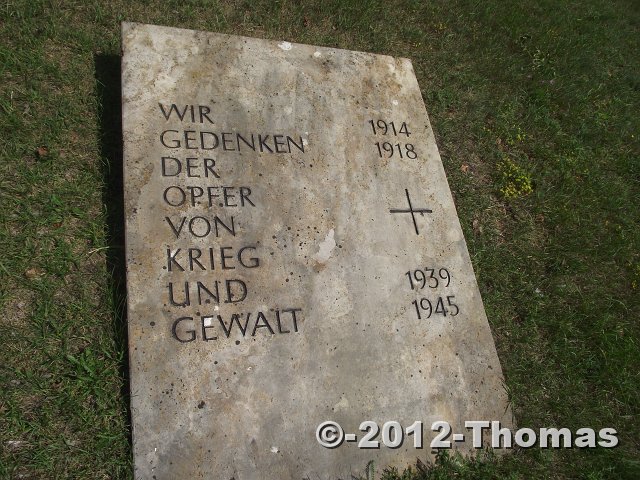 WIR
GEDENKEN
DER
OPFER
VON
KRIEG
UND
GEWALT
1914
1918
1939
1945
©-2012-T-Thomas